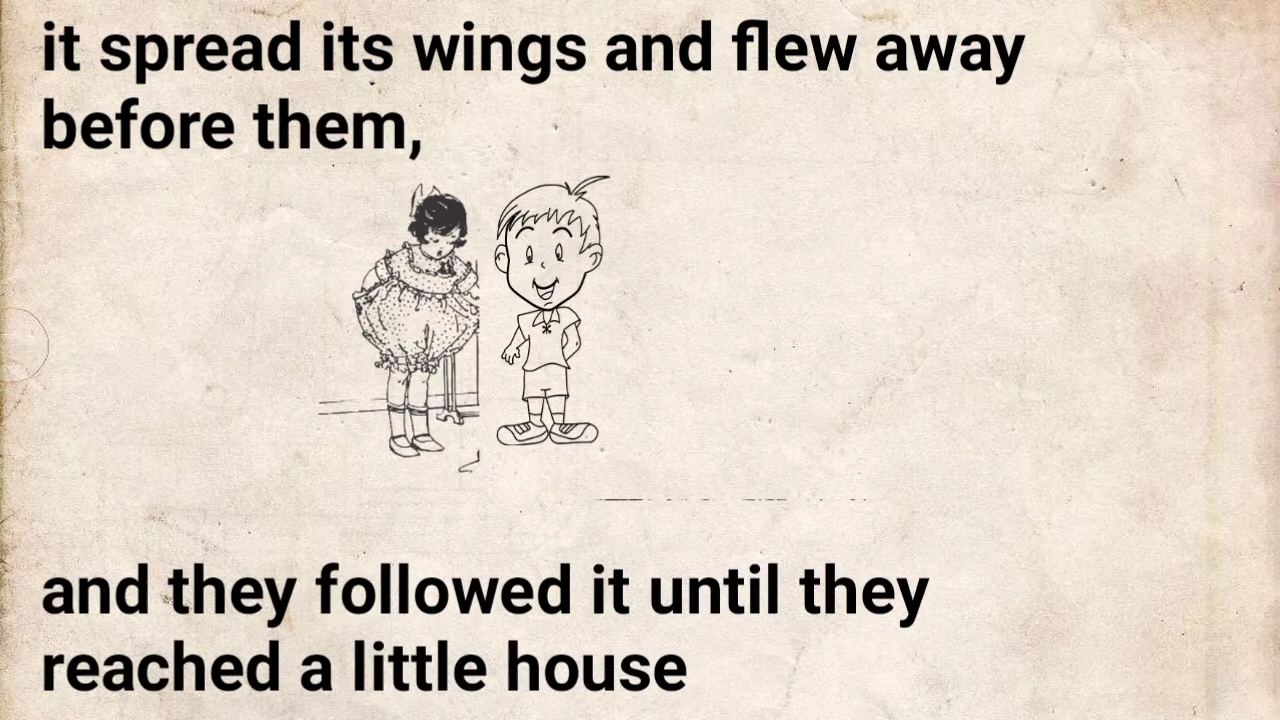 it spread its wings and flew away
before them,
and they followed it until they
reached a little house